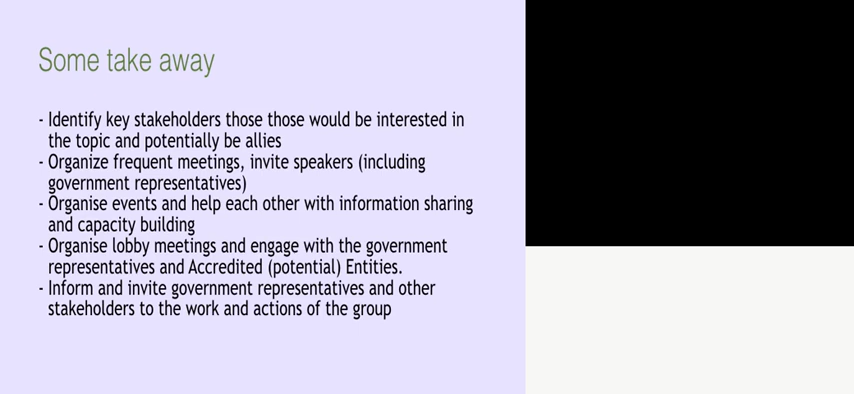 Some take away
- Identify key stakeholders those those would be interested in
the topic and potentially be allies
- Organize frequent meetings, invite speakers (including
government representatives)
- Organise events and help each other with information sharing
and capacity building
- Organise lobby meetings and engage with the government
representatives and Accredited (potential) Entities.
- Inform and invite government representatives and other
stakeholders to the work and actions of the group